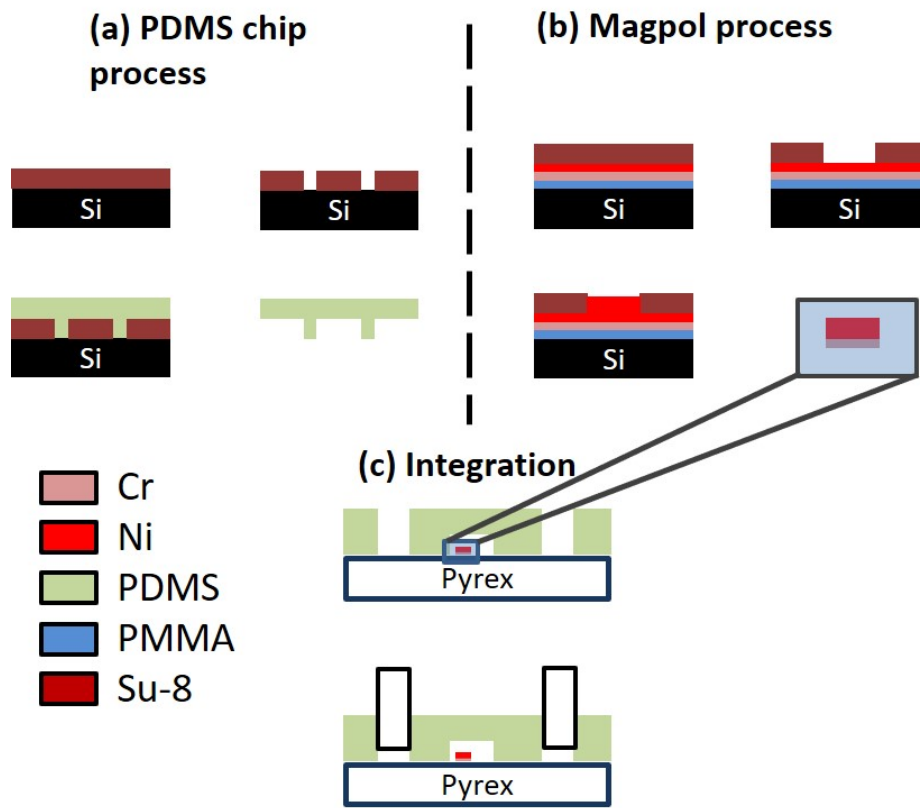 (a) PDMS chip
process
(b) Magpol process
Si
Si
Si
Si
Si
Si
(c) Integration
Cr
Ni
PDMS
PMMA
Su-8
Pyrex
Pyrex